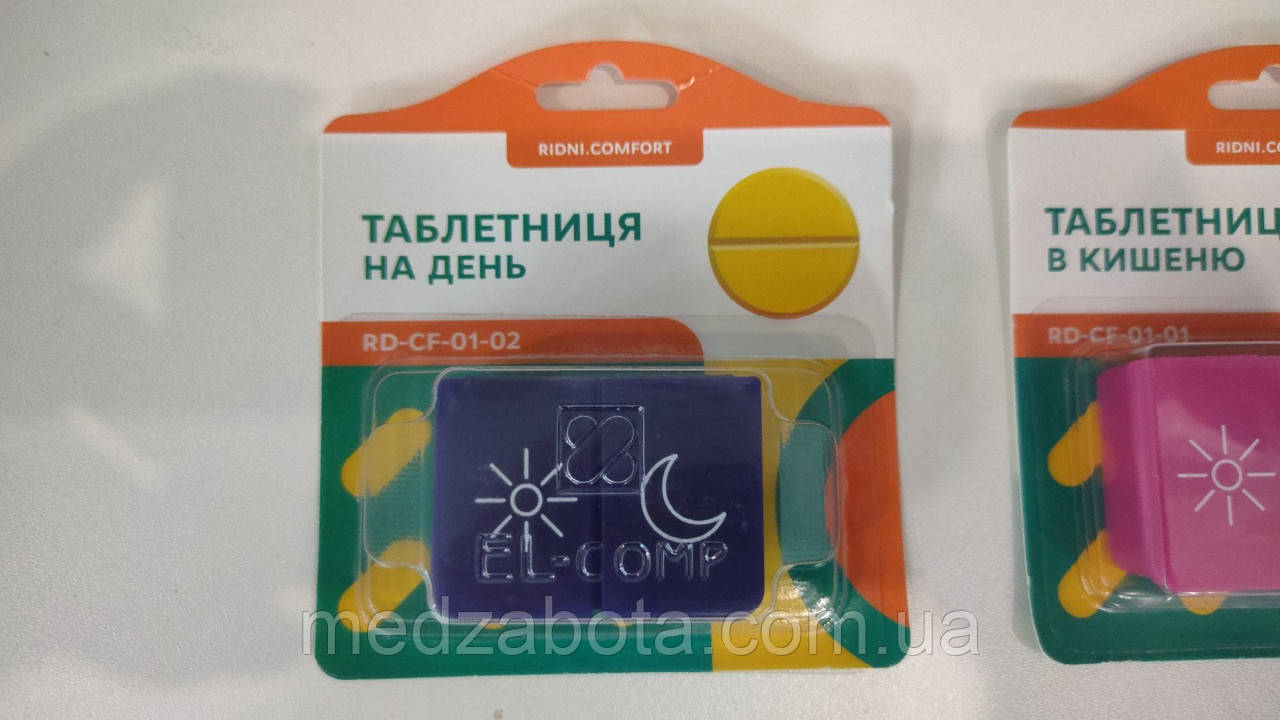 RIDNI.COMFORT
ТАБЛЕТНИЦЯ
НА ДЕНЬ
RD-CF-01-02
EL-COMP
RIDNI.CO
ТАБЛЕТНИЦ
В КИШЕНЮ
RD-CF-01-01
medzabota.com.ua